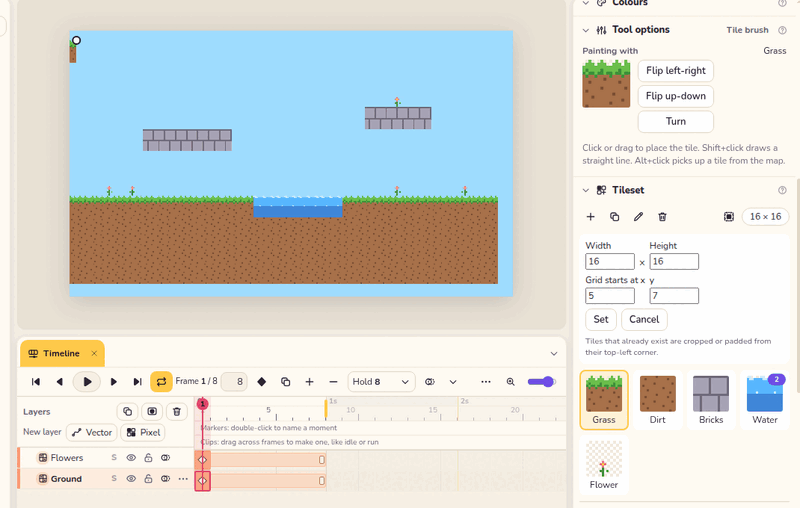 Colours
Tool options
Tile brush
Painting with
Grass
Flip left-right
Flip up-down
Turn
Click or drag to place the tile. Shift+click draws a
straight line. Alt+click picks up a tile from the map.
Tileset
16 × 16
Width
Height
16 x 16
Grid starts at x y
5
7
Set
Cancel
Tiles that already exist are cropped or padded from
their top-left corner.
2
Grass
Dirt
Bricks
Water
Flower
Timeline
Frame 1 / 8
8
Hold 8
Layers
1
5
1s
10
15
2s
20
New layer
Vector
Pixel
Markers: double-click to name a moment
Clips: drag across frames to make one, like idle or run
Flowers
S
Ground
S